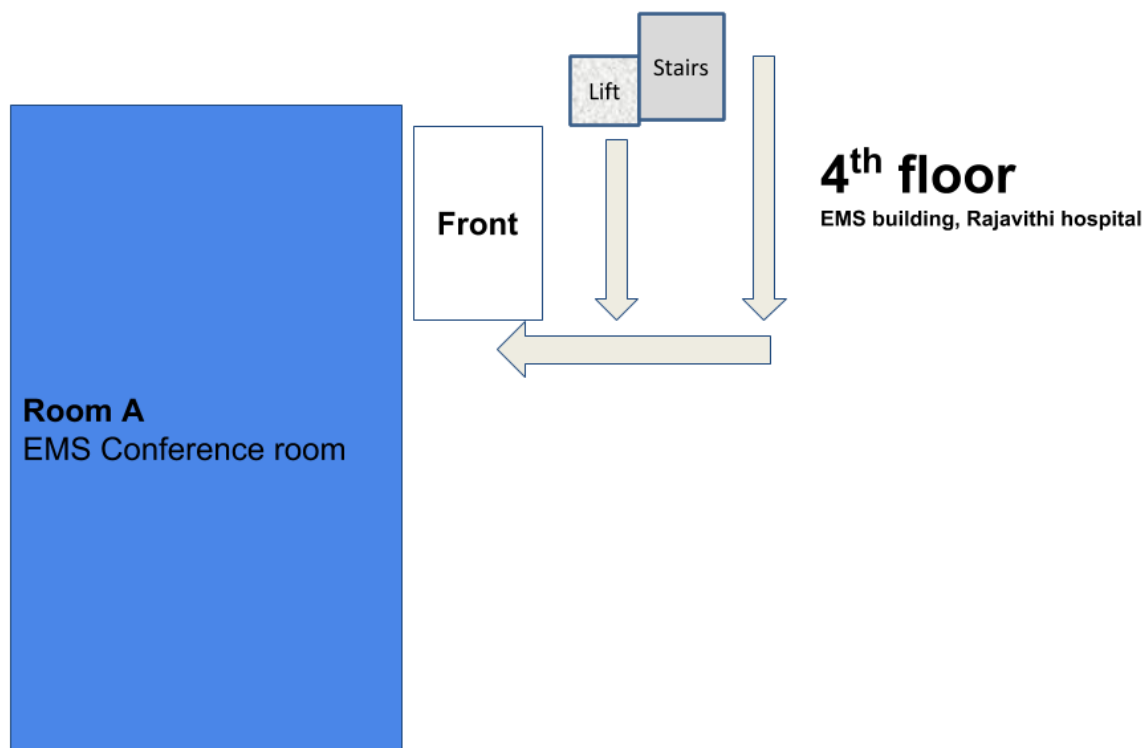 Stairs
Lift
4th floor
EMS building, Rajavithi hospital
Front
Room A
EMS Conference room